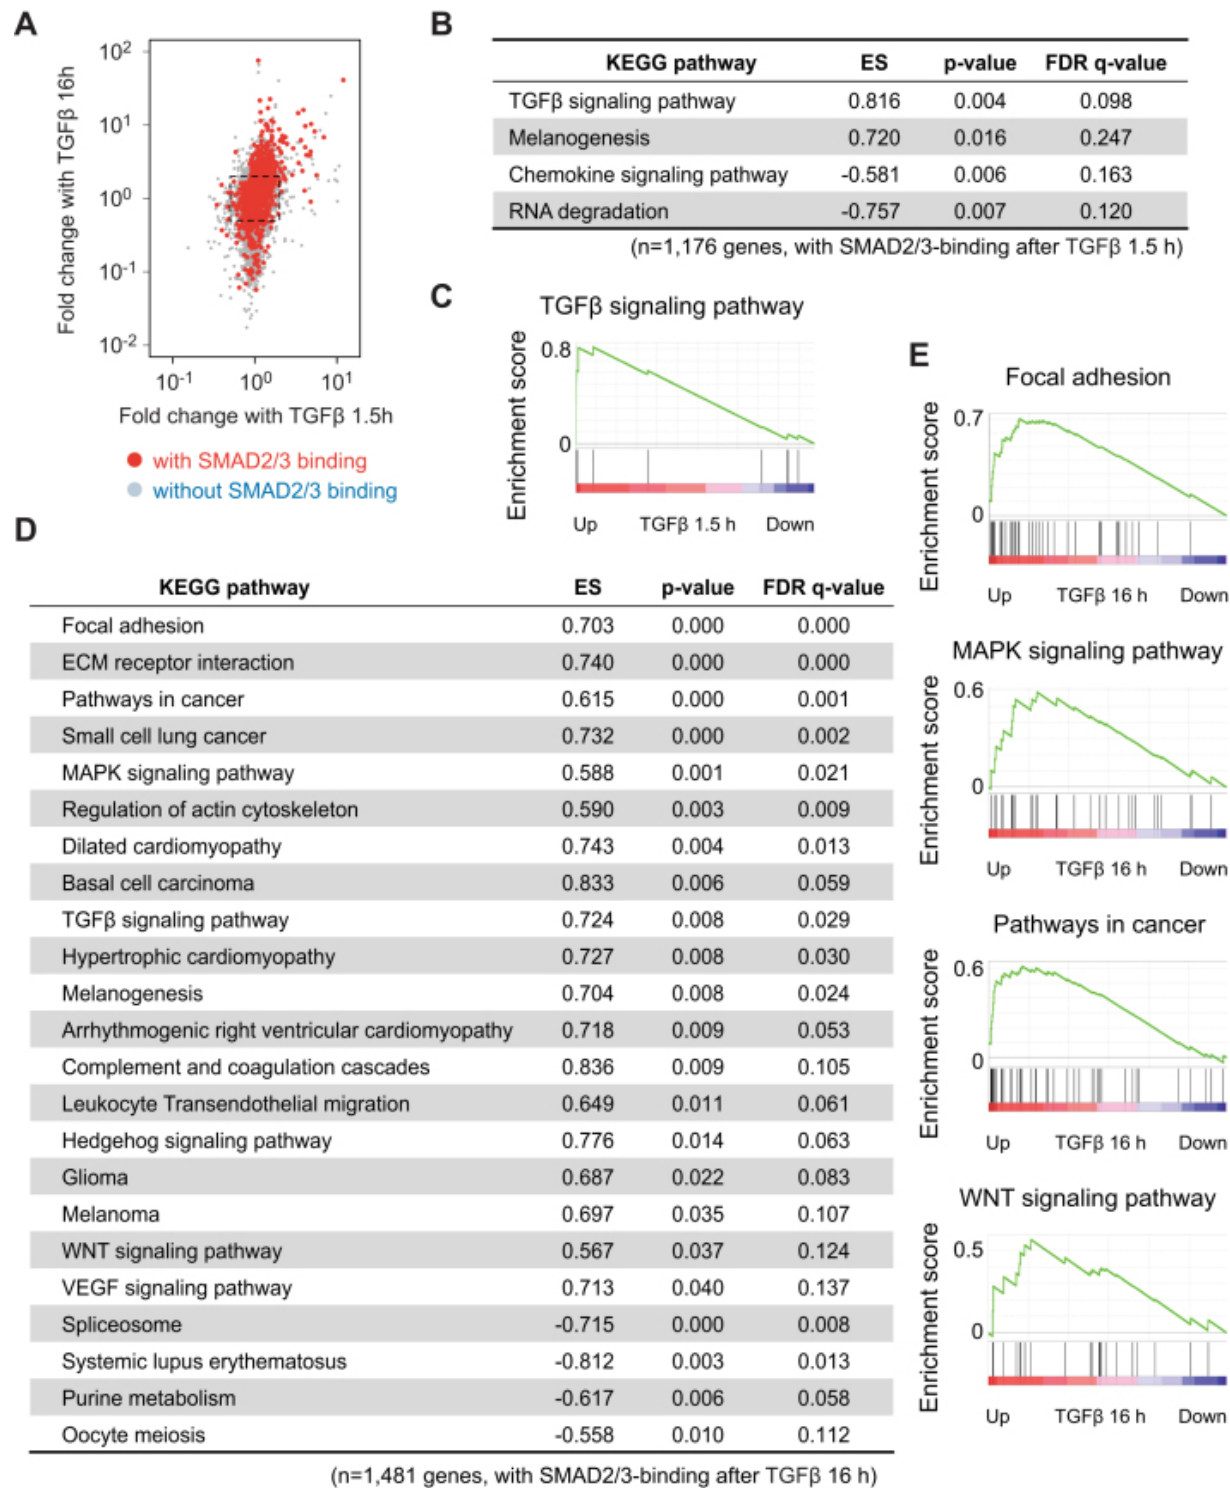 A
10²
10¹
10⁰
10⁻¹
10⁻²
Fold change with TGFβ 16h
10⁻¹ 10⁰ 10¹
Fold change with TGFβ 1.5h
with SMAD2/3 binding
without SMAD2/3 binding
B
KEGG pathway ES p-value FDR q-value
TGFβ signaling pathway 0.816 0.004 0.098
Melanogenesis 0.720 0.016 0.247
Chemokine signaling pathway -0.581 0.006 0.163
RNA degradation -0.757 0.007 0.120
(n=1,176 genes, with SMAD2/3-binding after TGFβ 1.5 h)
C
TGFβ signaling pathway
Enrichment score
0.8
0
Up TGFβ 1.5 h Down
D
KEGG pathway ES p-value FDR q-value
Focal adhesion 0.703 0.000 0.000
ECM receptor interaction 0.740 0.000 0.000
Pathways in cancer 0.615 0.000 0.001
Small cell lung cancer 0.732 0.000 0.002
MAPK signaling pathway 0.588 0.001 0.021
Regulation of actin cytoskeleton 0.590 0.003 0.009
Dilated cardiomyopathy 0.743 0.004 0.013
Basal cell carcinoma 0.833 0.006 0.059
TGFβ signaling pathway 0.724 0.008 0.029
Hypertrophic cardiomyopathy 0.727 0.008 0.030
Melanogenesis 0.704 0.008 0.024
Arrhythmogenic right ventricular cardiomyopathy 0.718 0.009 0.053
Complement and coagulation cascades 0.836 0.009 0.105
Leukocyte Transendothelial migration 0.649 0.011 0.061
Hedgehog signaling pathway 0.776 0.014 0.063
Glioma 0.687 0.022 0.083
Melanoma 0.697 0.035 0.107
WNT signaling pathway 0.567 0.037 0.124
VEGF signaling pathway 0.713 0.040 0.137
Spliceosome -0.715 0.000 0.008
Systemic lupus erythematosus -0.812 0.003 0.013
Purine metabolism -0.617 0.006 0.058
Oocyte meiosis -0.558 0.010 0.112
(n=1,481 genes, with SMAD2/3-binding after TGFβ 16 h)
E
Focal adhesion
Enrichment score
0.7
0
Up TGFβ 16 h Down
MAPK signaling pathway
Enrichment score
0.6
0
Up TGFβ 16 h Down
Pathways in cancer
Enrichment score
0.6
0
Up TGFβ 16 h Down
WNT signaling pathway
Enrichment score
0.5
0
Up TGFβ 16 h Down